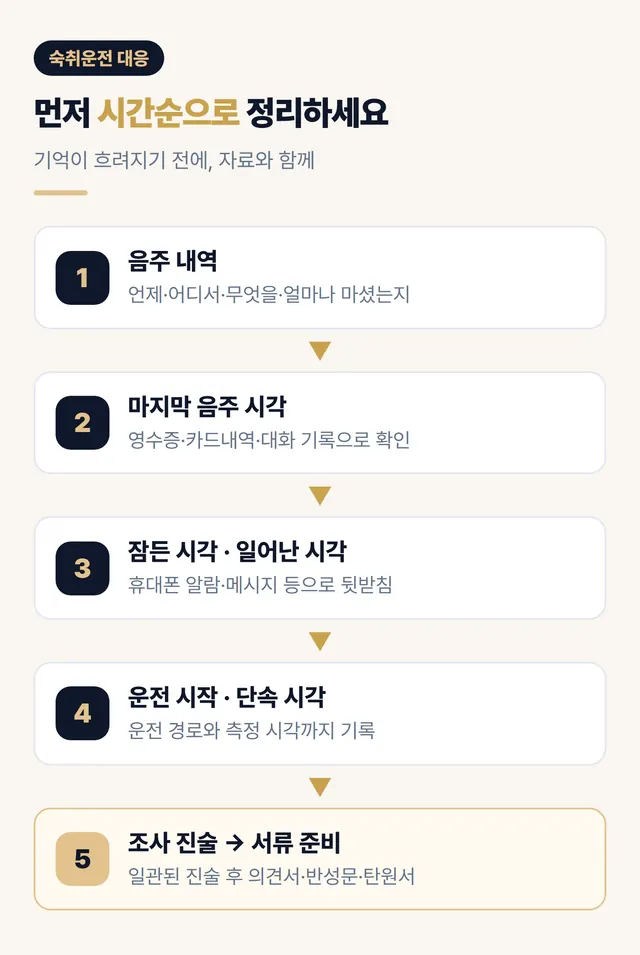 숙취운전 대응
먼저 시간순으로 정리하세요
기억이 흐려지기 전에, 자료와 함께
1
음주 내역
언제·어디서·무엇을·얼마나 마셨는지
2
마지막 음주 시각
영수증·카드내역·대화 기록으로 확인
3
잠든 시각 · 일어난 시각
휴대폰 알람·메시지 등으로 뒷받침
4
운전 시작 · 단속 시각
운전 경로와 측정 시각까지 기록
5
조사 진술 → 서류 준비
일관된 진술 후 의견서·반성문·탄원서